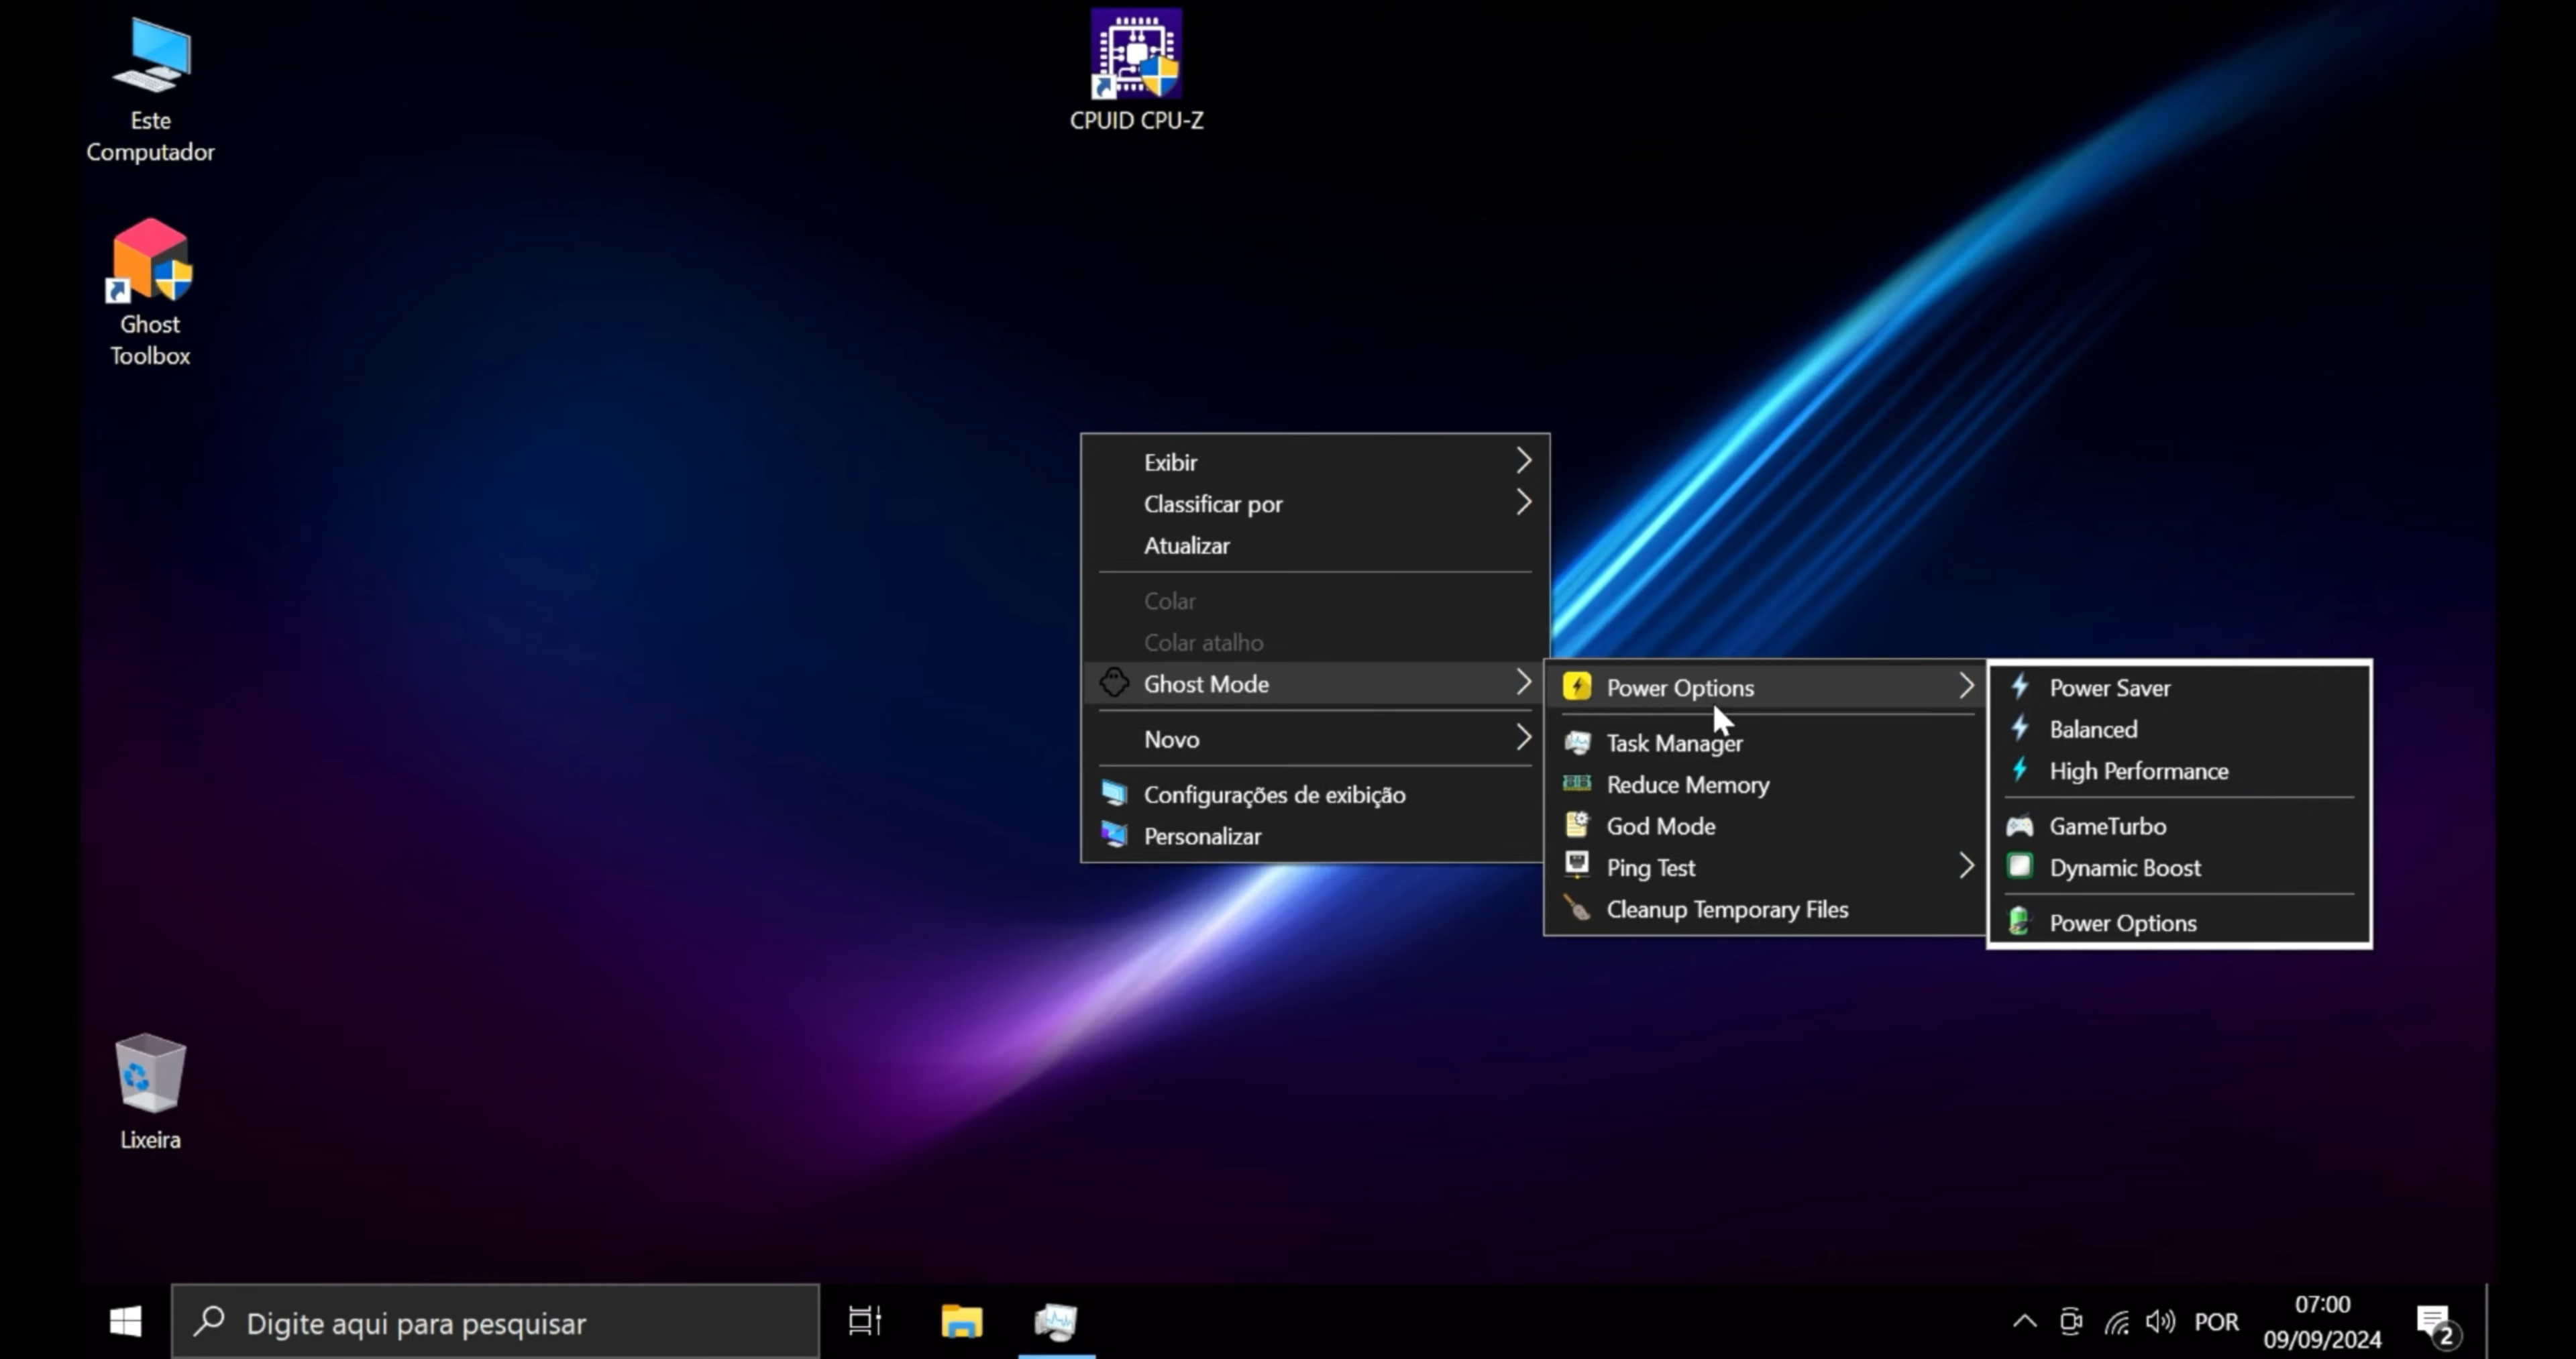 Este
Computador
CPUID CPU-Z
Ghost
Toolbox
Exibir
Classificar por
Atualizar
Colar
Colar atalho
Ghost Mode
Novo
Configurações de exibição
Personalizar
Power Options
Task Manager
Reduce Memory
God Mode
Ping Test
Cleanup Temporary Files
Power Saver
Balanced
High Performance
GameTurbo
Dynamic Boost
Power Options
Lixeira
Digite aqui para pesquisar
POR
07:00
09/09/2024
2